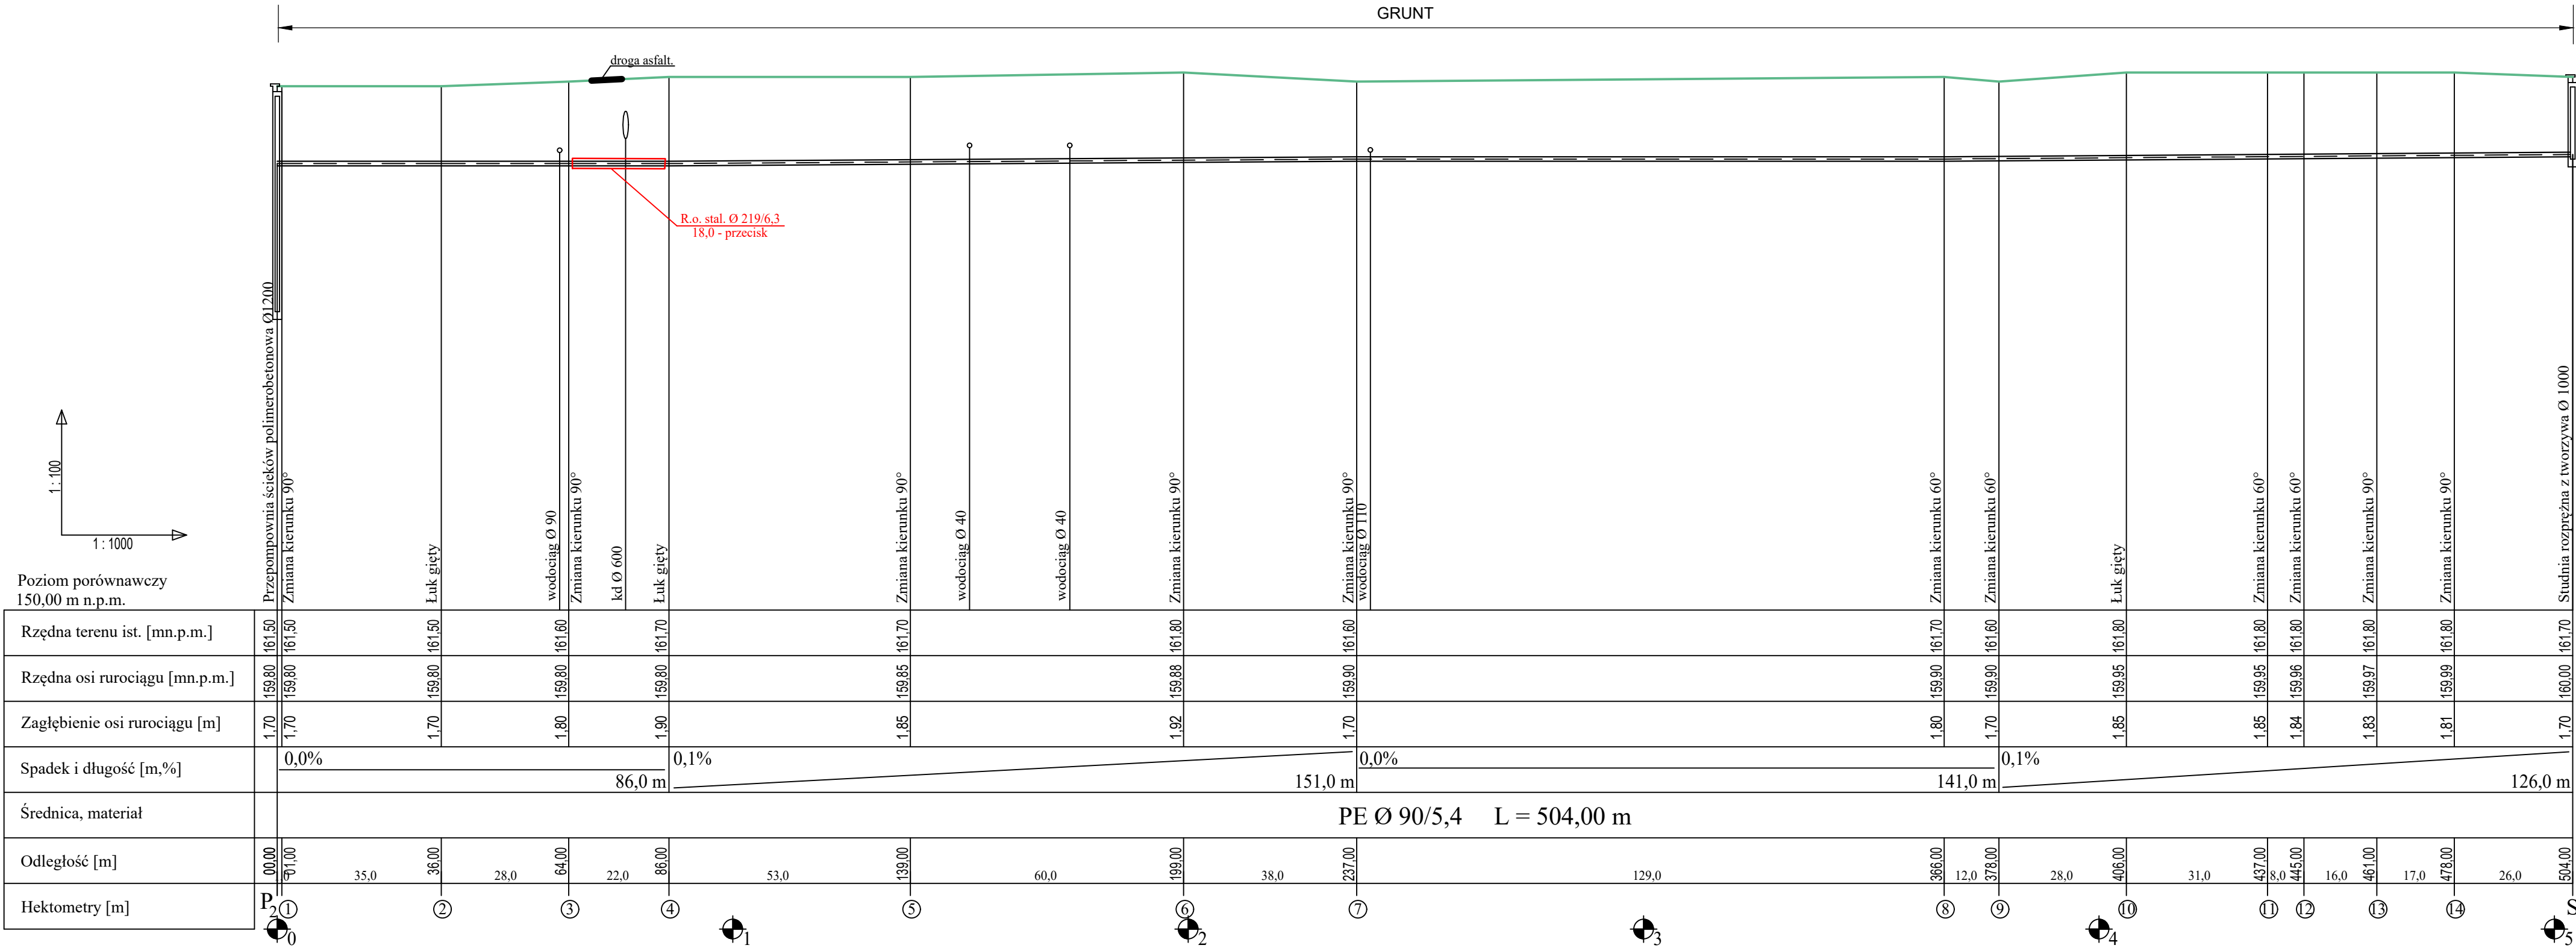 GRUNT
droga asfalt.
R.o. stal. Ø 219/6,3
18,0 - przecisk
1 : 100
1 : 1000
Przepompownia ścieków polimerobetonowa Ø1200
Zmiana kierunku 90°
Łuk gięty
wodociąg Ø 90
Zmiana kierunku 90°
kd Ø 600
Łuk gięty
Zmiana kierunku 90°
wodociąg Ø 40
wodociąg Ø 40
Zmiana kierunku 90°
Zmiana kierunku 90°
wodociąg Ø 110
Zmiana kierunku 60°
Zmiana kierunku 60°
Łuk gięty
Zmiana kierunku 60°
Zmiana kierunku 60°
Zmiana kierunku 90°
Zmiana kierunku 90°
Studnia rozprężna z tworzywa Ø 1000
Poziom porównawczy
150,00 m n.p.m.
Rzędna terenu ist. [mn.p.m.] 161,50 161,50 161,50 161,60 161,70 161,70 161,80 161,60 161,70 161,60 161,80 161,80 161,80 161,80 161,80 161,70
Rzędna osi rurociągu [mn.p.m.] 159,80 159,80 159,80 159,80 159,80 159,85 159,88 159,90 159,90 159,90 159,95 159,95 159,96 159,97 159,99 160,00
Zagłębienie osi rurociągu [m] 1,70 1,70 1,70 1,80 1,90 1,85 1,92 1,70 1,80 1,70 1,85 1,85 1,84 1,83 1,81 1,70
Spadek i długość [m,%] 0,0% 86,0 m 0,1% 151,0 m 0,0% 141,0 m 0,1% 126,0 m
Średnica, materiał PE Ø 90/5,4 L = 504,00 m
Odległość [m] 00,00 01,00 36,00 64,00 86,00 139,00 199,00 237,00 366,00 378,00 406,00 437,00 445,00 461,00 478,00 504,00
35,0 28,0 22,0 53,0 60,0 38,0 129,0 12,0 28,0 31,0 8,0 16,0 17,0 26,0
Hektometry [m] P2 1 2 3 4 5 6 7 8 9 10 11 12 13 14 S
0 1 2 3 4 5